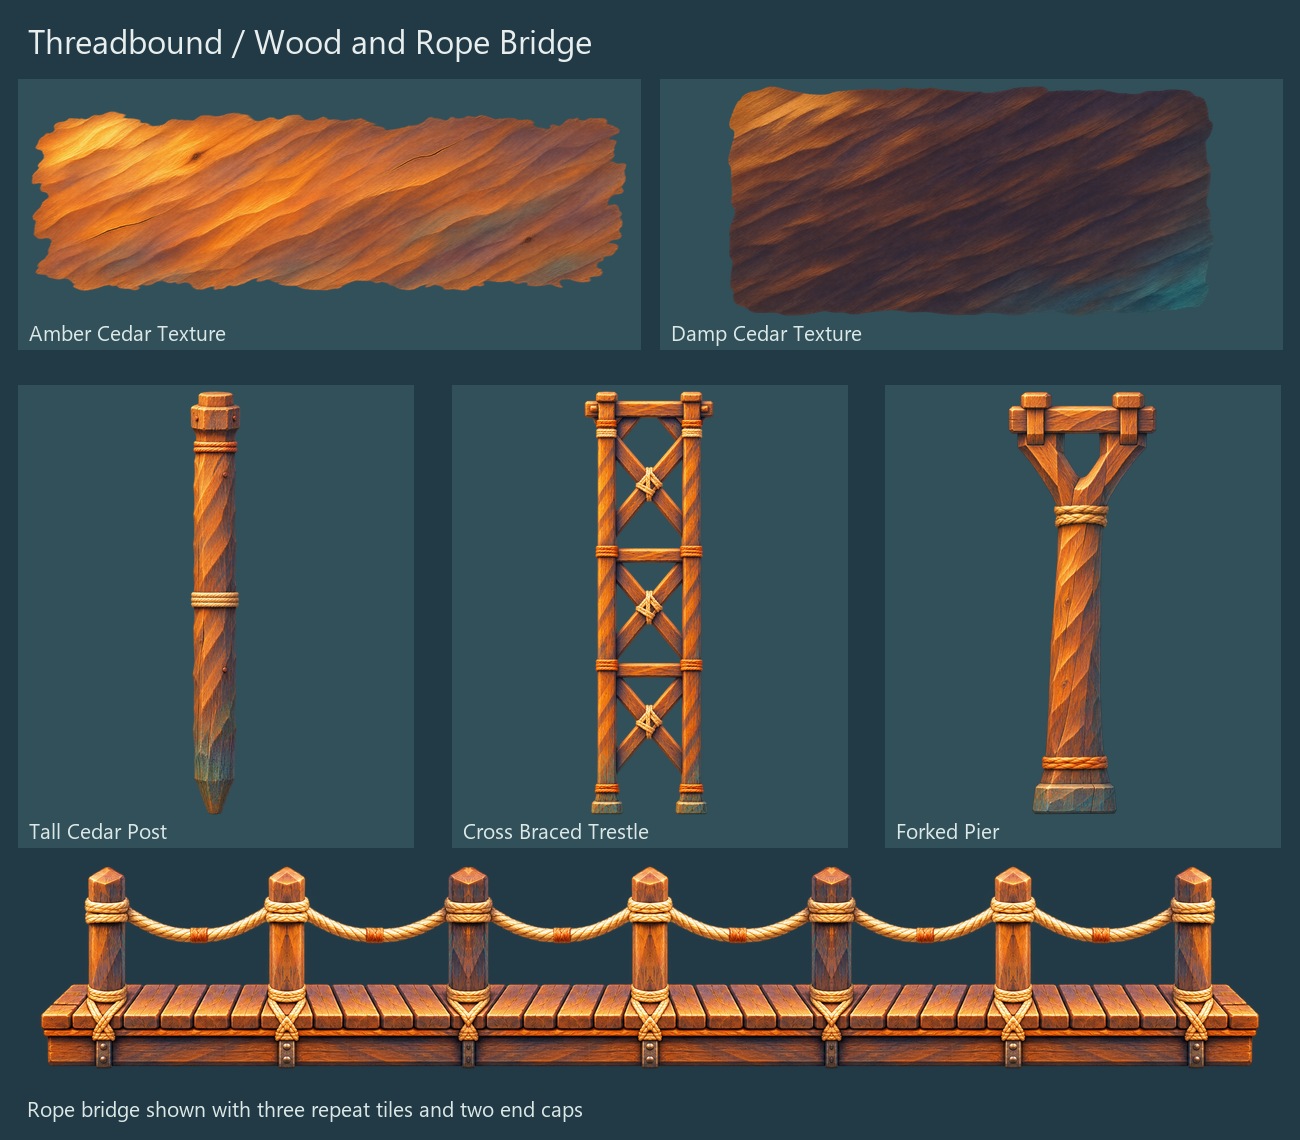 Threadbound / Wood and Rope Bridge
Amber Cedar Texture
Damp Cedar Texture
Tall Cedar Post
Cross Braced Trestle
Forked Pier
Rope bridge shown with three repeat tiles and two end caps